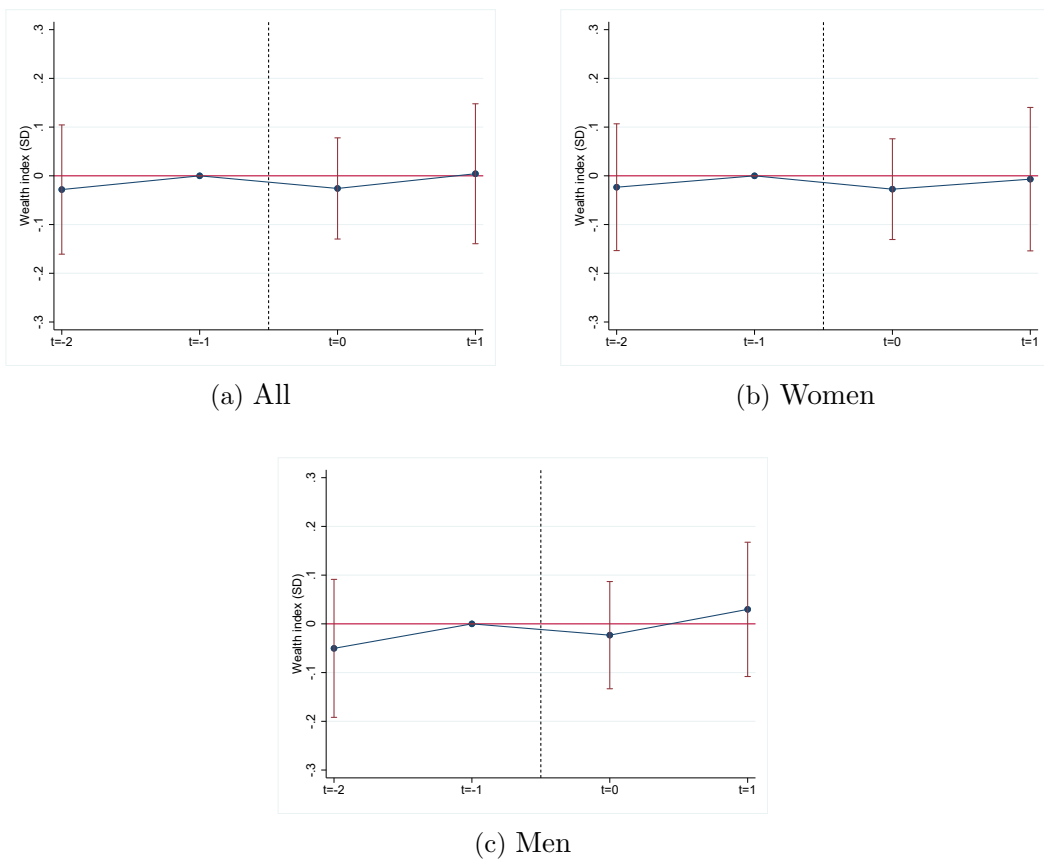 Wealth index (SD)
.3
.2
.1
0
-.1
-.2
-.3
t=-2 t=-1 t=0 t=1
(a) All
Wealth index (SD)
.3
.2
.1
0
-.1
-.2
-.3
t=-2 t=-1 t=0 t=1
(b) Women
Wealth index (SD)
.3
.2
.1
0
-.1
-.2
-.3
t=-2 t=-1 t=0 t=1
(c) Men